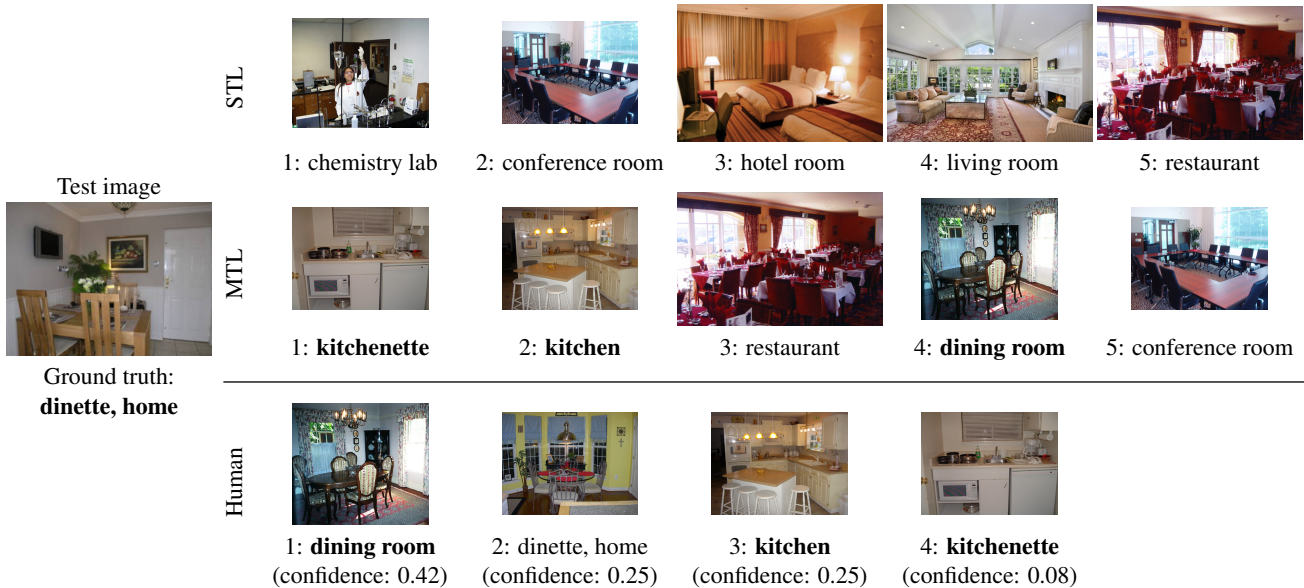 STL
1: chemistry lab
2: conference room
3: hotel room
4: living room
5: restaurant
Test image
Ground truth:
dinette, home
MTL
1: kitchenette
2: kitchen
3: restaurant
4: dining room
5: conference room
Human
1: dining room
(confidence: 0.42)
2: dinette, home
(confidence: 0.25)
3: kitchen
(confidence: 0.25)
4: kitchenette
(confidence: 0.08)